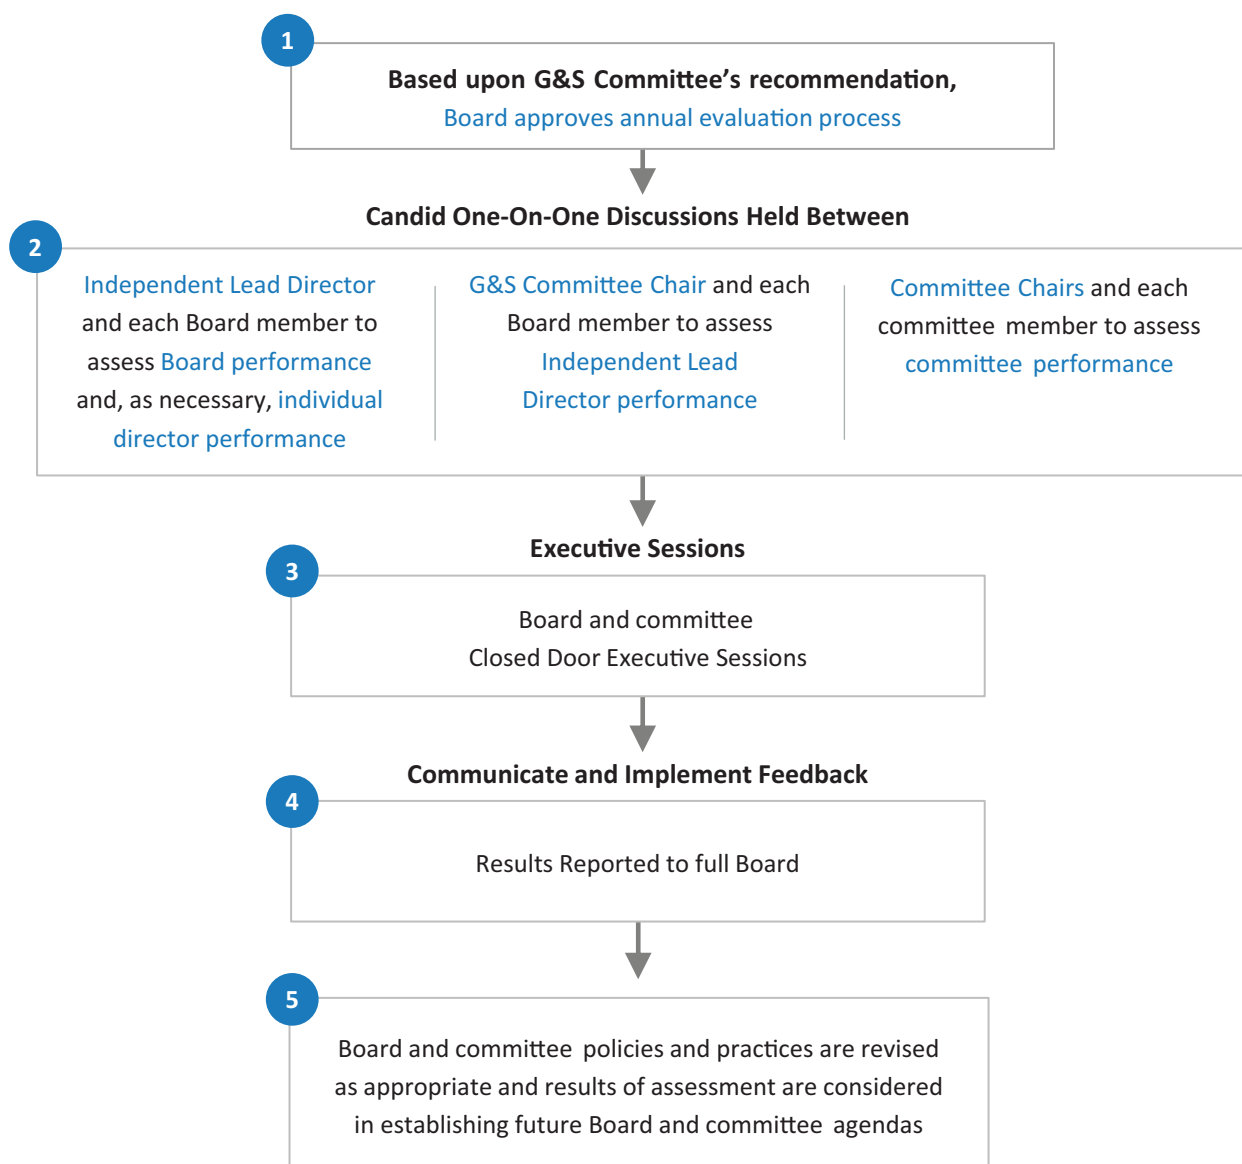 1
Based upon G&S Committee's recommendation,
Board approves annual evaluation process
Candid One-On-One Discussions Held Between
2
Independent Lead Director
and each Board member to
assess Board performance
and, as necessary, individual
director performance
G&S Committee Chair and each
Board member to assess
Independent Lead
Director performance
Committee Chairs and each
committee member to assess
committee performance
Executive Sessions
3
Board and committee
Closed Door Executive Sessions
Communicate and Implement Feedback
4
Results Reported to full Board
5
Board and committee policies and practices are revised
as appropriate and results of assessment are considered
in establishing future Board and committee agendas